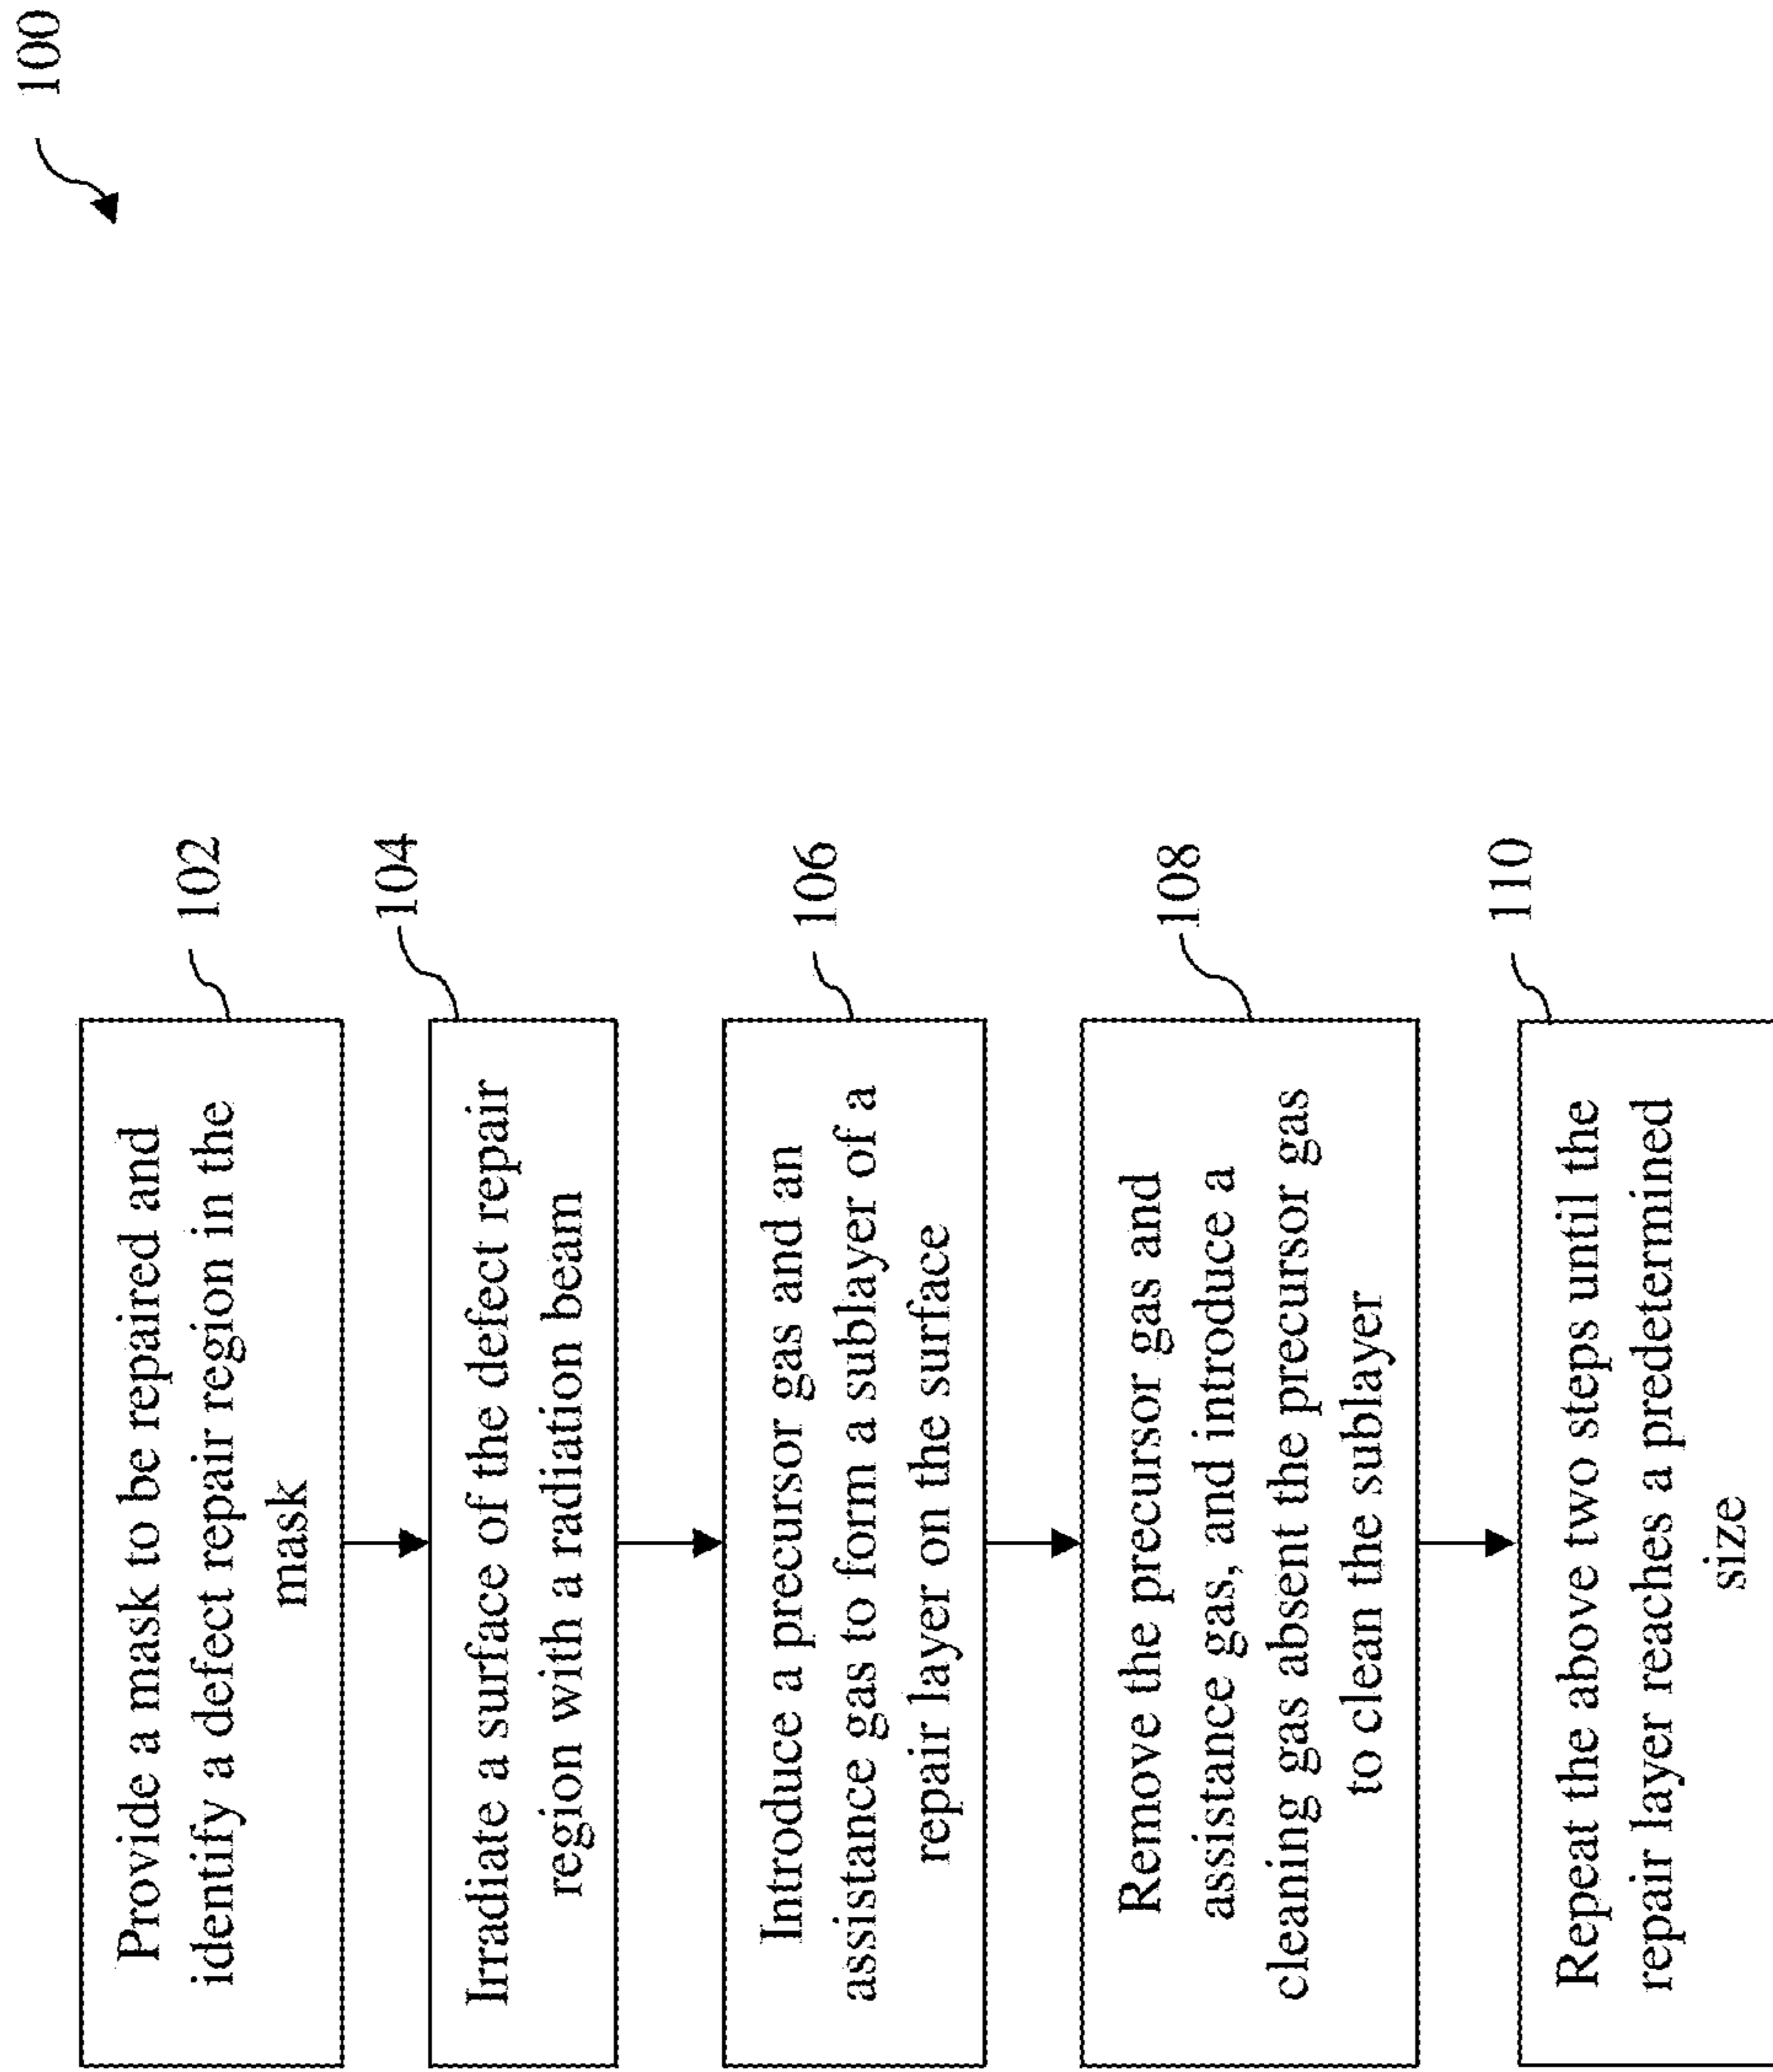 100
Provide a mask to be repaired and
identify a defect repair region in the
mask
102
Irradiate a surface of the defect repair
region with a radiation beam
104
Introduce a precursor gas and an
assistance gas to form a sublayer of a
repair layer on the surface
106
Remove the precursor gas and
assistance gas, and introduce a
cleaning gas absent the precursor gas
to clean the sublayer
108
Repeat the above two steps until the
repair layer reaches a predetermined
size
110